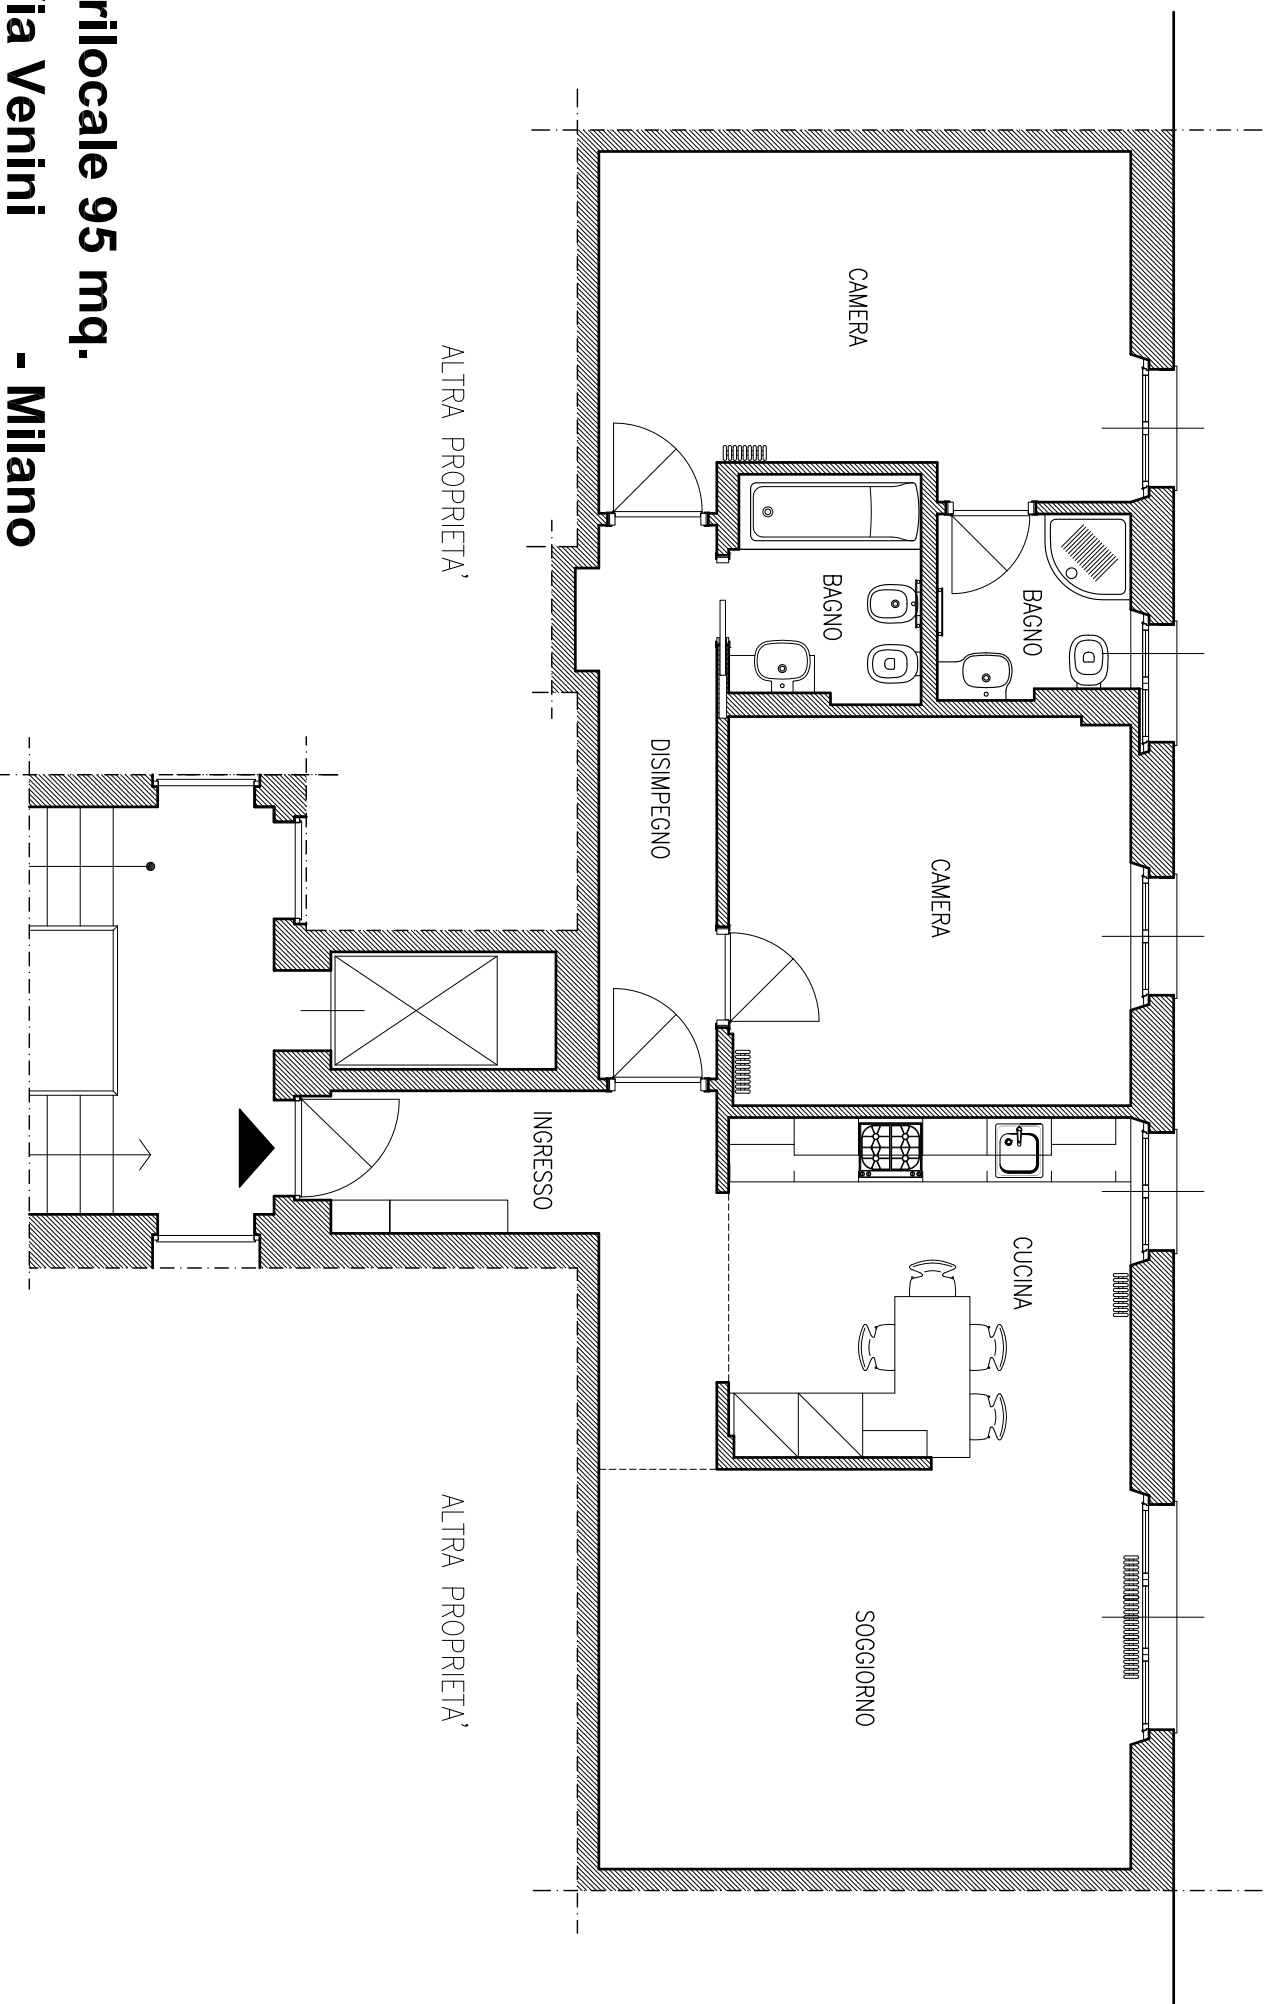 rilocale 95 mq.
ia Venini - Milano
CAMERA
BAGNO
BAGNO
CAMERA
DISIMPEGNO
CUCINA
SOGGIORNO
INGRESSO
ALTRA PROPRIETA'
ALTRA PROPRIETA'